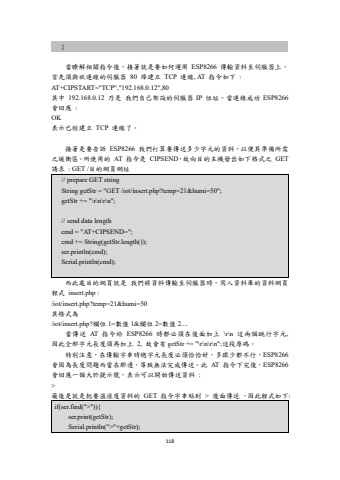 }
當瞭解相關指令後，接著就是要如何運用 ESP8266 傳輸資料至伺服器上，
首先須與欲連線的伺服器 80 埠建立 TCP 連線, AT 指令如下 :
AT+CIPSTART="TCP","192.168.0.12",80
其中 192.168.0.12 乃是 我們自已架設的伺服器 IP 位址，當連線成功 ESP8266
會回應 :
OK
表示已經建立 TCP 連線了。
接著是要告訴 ESP8266 我們打算要傳送多少字元的資料，以便其準備所需
之緩衝區，所使用的 AT 指令是 CIPSEND，故向目的主機發出如下格式之 GET
請求 : GET /目的網頁網址
// prepare GET string
String getStr = "GET /iot/insert.php?temp=21&humi=50";
getStr += "\r\n\r\n";
// send data length
cmd = "AT+CIPSEND=";
cmd += String(getStr.length());
ser.println(cmd);
Serial.println(cmd);
而此處目的網頁就是 我們將資料傳輸至伺服器時，寫入資料庫的資料網頁
程式 insert.php :
/iot/insert.php?temp=21&humi=50
其格式為
/iot/insert.php?欄位 1=數值 1&欄位 2=數值 2....
當傳送 AT 指令給 ESP8266 時都必須在後面加上 \r\n 這兩個跳行字元,
因此全部字元長度須再加上 2, 故會有 getStr += "\r\n\r\n";這段原碼。
特別注意，在傳輸字串時總字元長度必須恰恰好，多跟少都不行，ESP8266
會因為長度問題而當在那邊，導致無法完成傳送。此 AT 指令下完後，ESP8266
會回應一個大於提示號，表示可以開始傳送資料 :
>
最後是就是把要溫溼度資料的 GET 指令字串貼到 > 後面傳送 ，因此程式如下:
if(ser.find(">")){
ser.print(getStr);
Serial.println(">"+getStr);
118